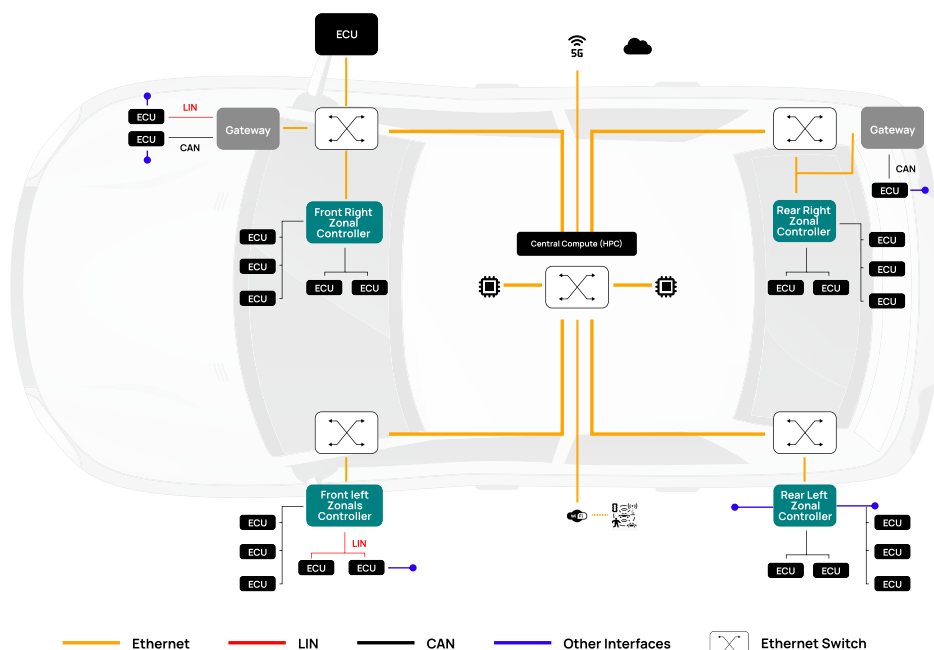 ECU
5G
LIN
ECU
ECU
CAN
Gateway
Gateway
CAN
ECU
Front Right
Zonal
Controller
ECU
ECU
ECU
ECU
ECU
Central Compute (HPC)
Rear Right
Zonal
Controller
ECU
ECU
ECU
ECU
ECU
Front left
Zonals
Controller
ECU
ECU
ECU
LIN
ECU
ECU
Wi Fi
Rear Left
Zonal
Controller
ECU
ECU
ECU
ECU
ECU
Ethernet
LIN
CAN
Other Interfaces
Ethernet Switch